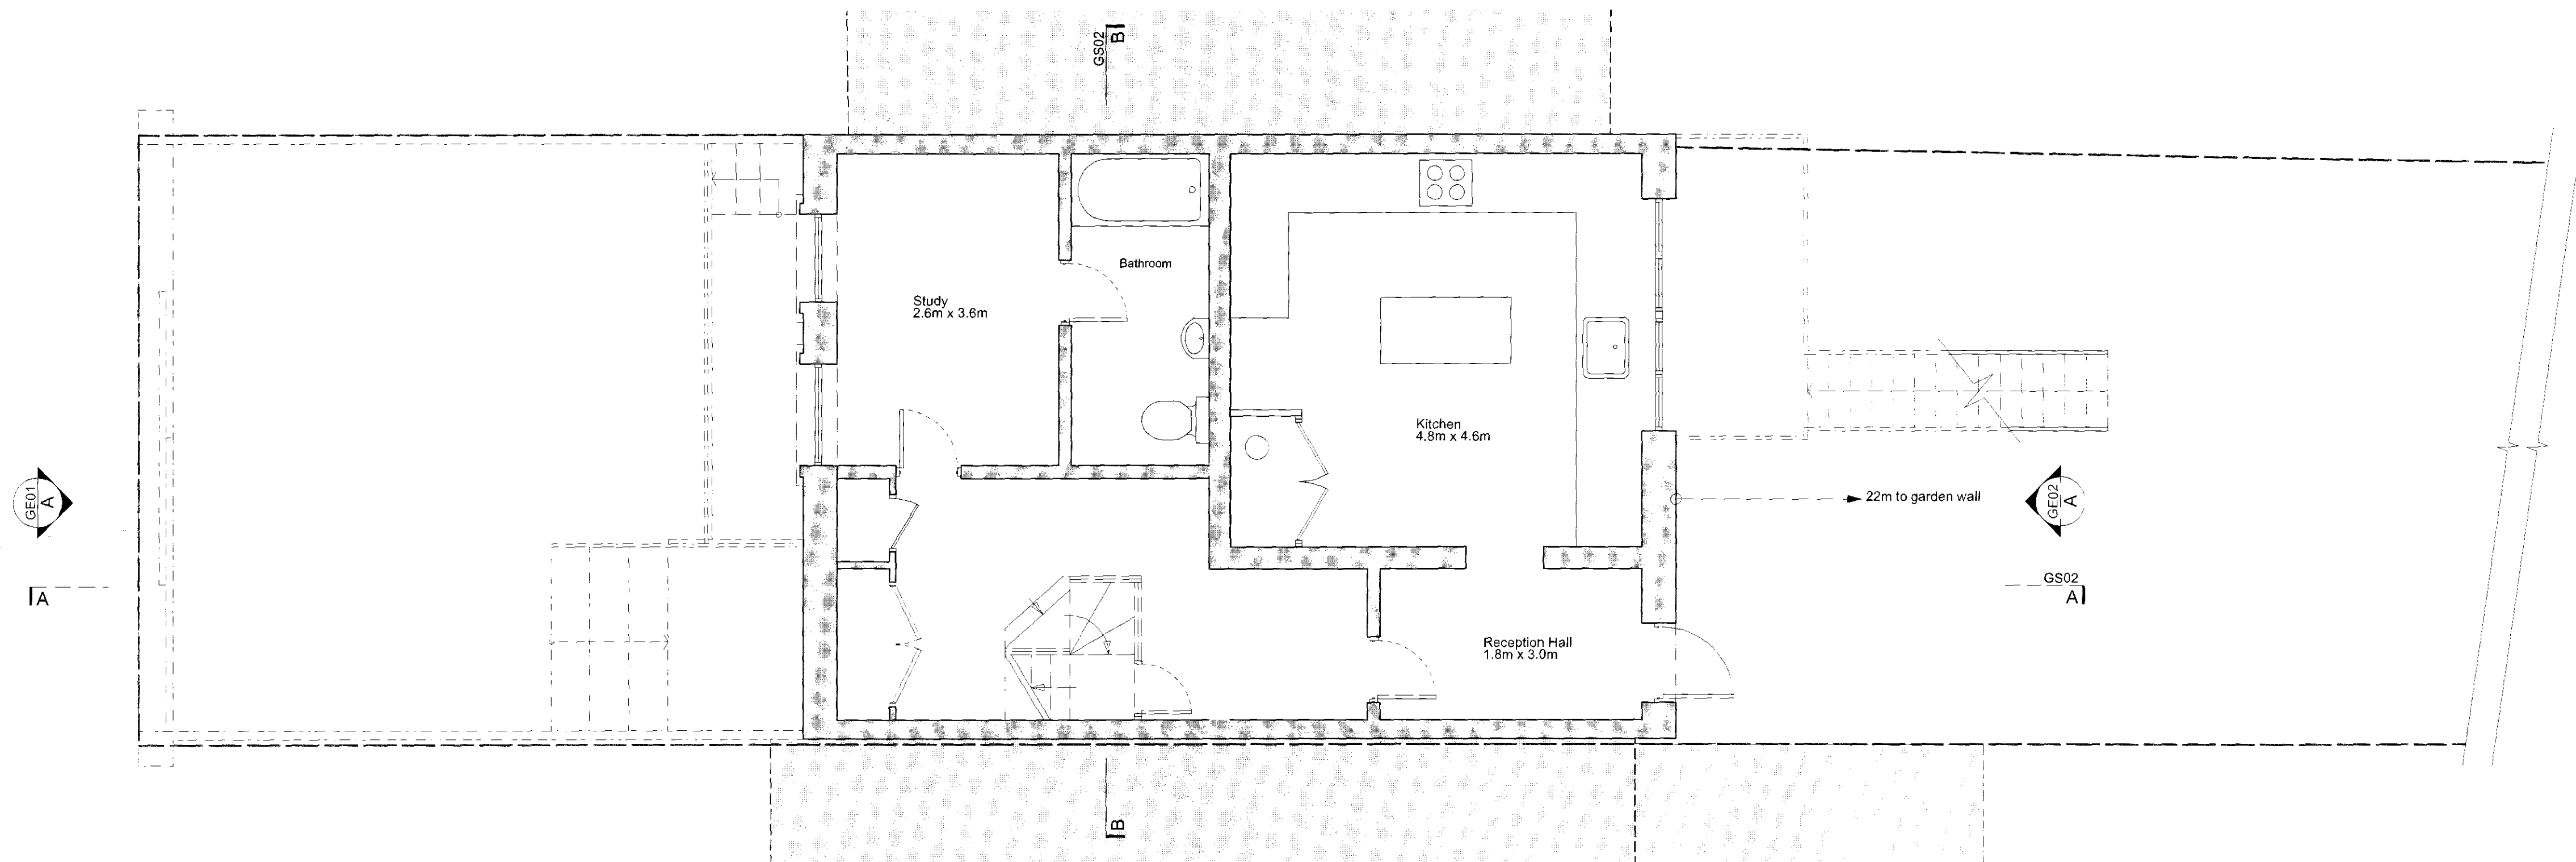 GS02
B
Bathroom
Study
2.6m x 3.6m
Kitchen
4.8m x 4.6m
GE01
A
22m to garden wall
GE02
A
A
GS02
A
Reception Hall
1.8m x 3.0m
B